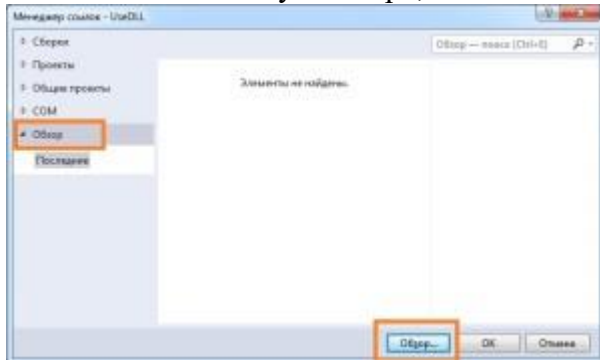 Менеджер ссылок - UseDLL
Сборки
Обзор — поиск (Ctrl+E)
Проекты
Общие проекты
Элементы не найдены.
COM
Обзор
Последние
Обзор...
OK
Отмена